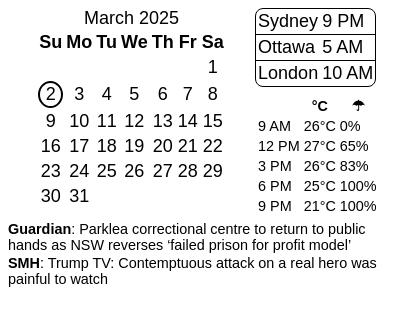 March 2025
Su Mo Tu We Th Fr Sa
1
2 3 4 5 6 7 8
9 10 11 12 13 14 15
16 17 18 19 20 21 22
23 24 25 26 27 28 29
30 31
Sydney 9 PM
Ottawa 5 AM
London 10 AM
°C ☂
9 AM 26°C 0%
12 PM 27°C 65%
3 PM 26°C 83%
6 PM 25°C 100%
9 PM 21°C 100%
Guardian: Parklea correctional centre to return to public
hands as NSW reverses ‘failed prison for profit model’
SMH: Trump TV: Contemptuous attack on a real hero was
painful to watch